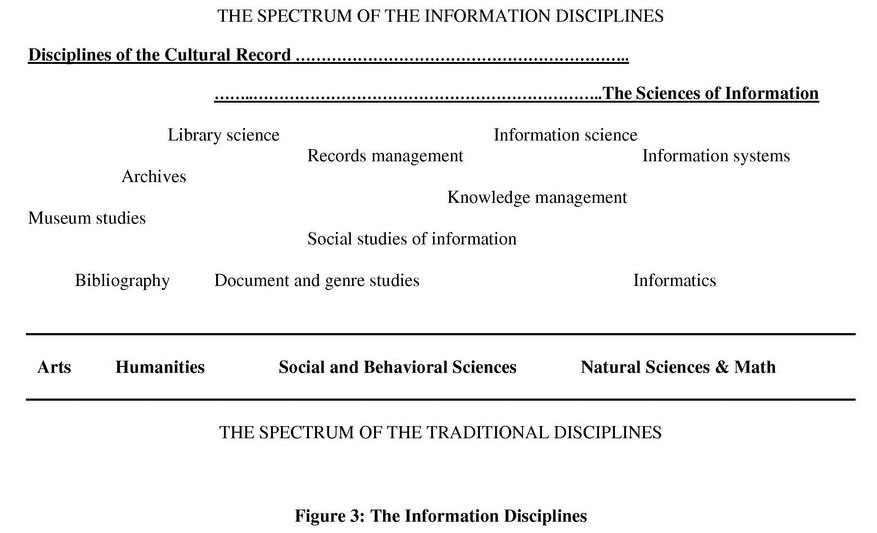 THE SPECTRUM OF THE INFORMATION DISCIPLINES
Disciplines of the Cultural Record ………………………………………………………..
……..…………………………………………………………..The Sciences of Information
Library science Information science
Records management Information systems
Archives
Knowledge management
Museum studies
Social studies of information
Bibliography Document and genre studies Informatics
Arts Humanities Social and Behavioral Sciences Natural Sciences & Math
THE SPECTRUM OF THE TRADITIONAL DISCIPLINES
Figure 3: The Information Disciplines